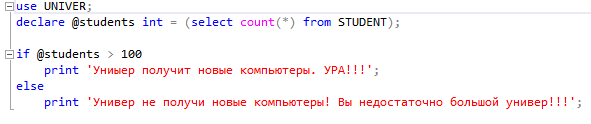 use UNIVER;
declare @students int = (select count(*) from STUDENT);
if @students > 100
print 'Униыер получит новые компьютеры. УРА!!!';
else
print 'Универ не получи новые компьютеры! Вы недостаточно большой универ!!!';